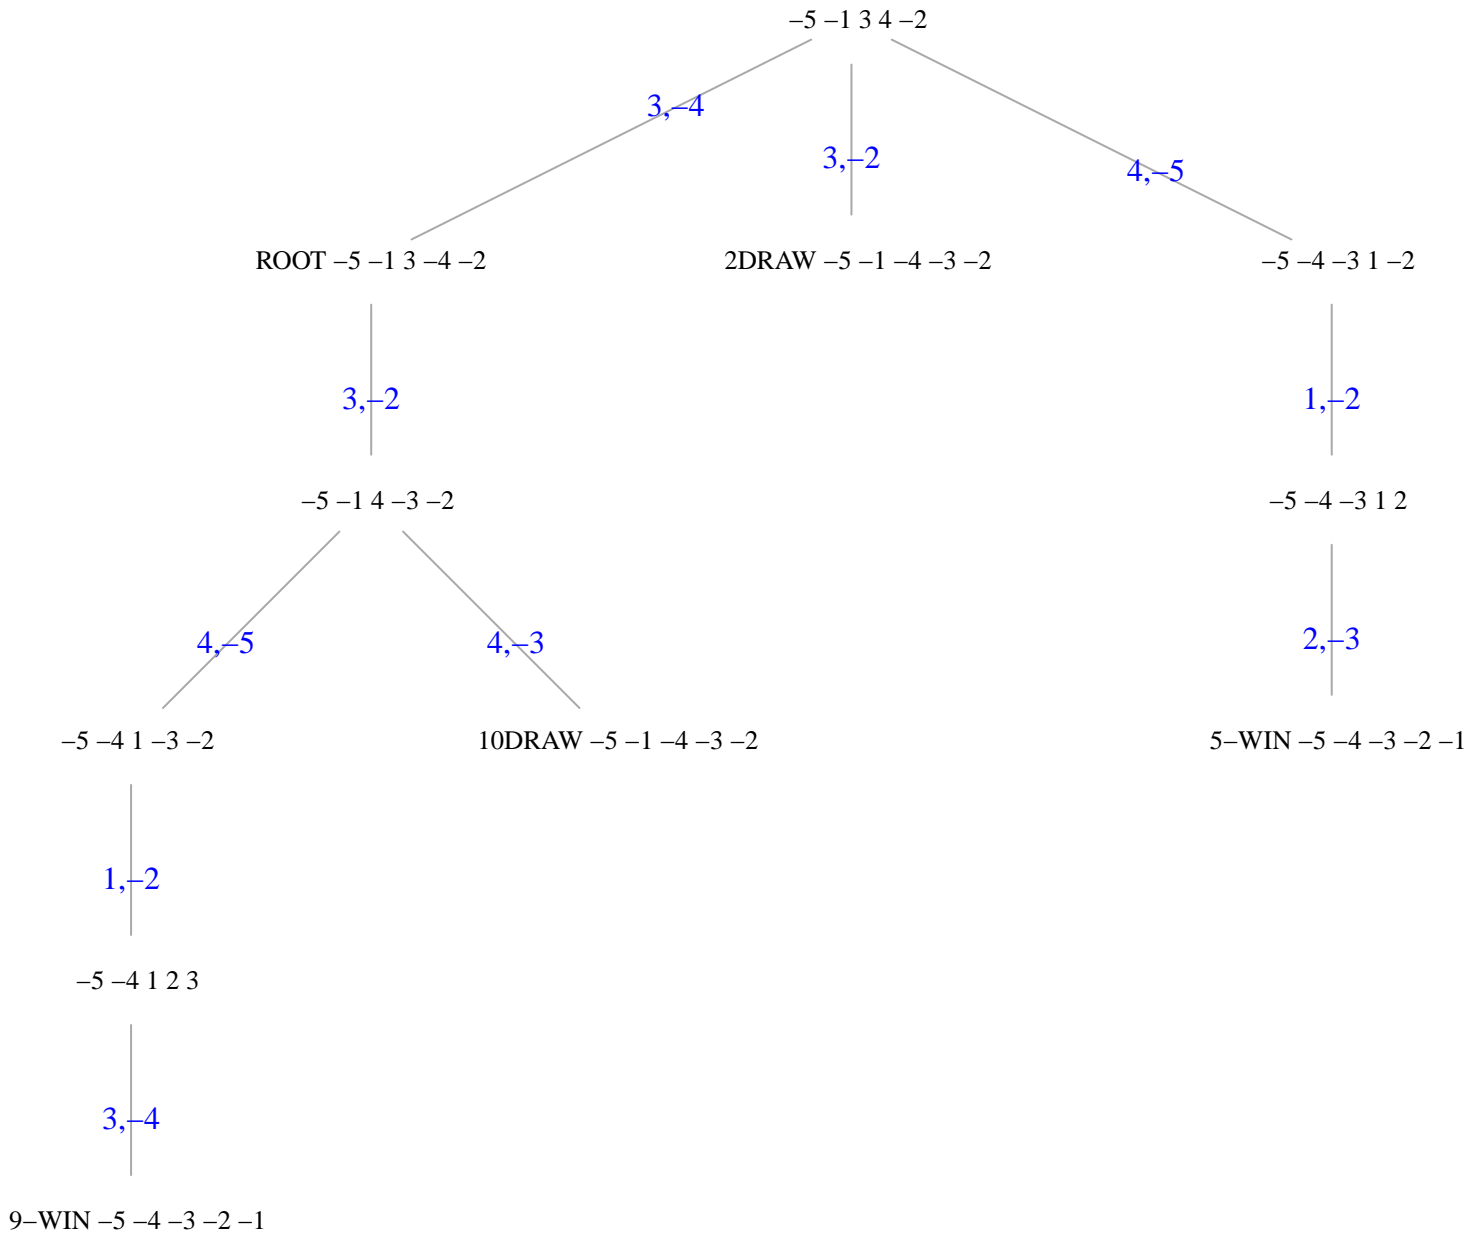 –5 –1 3 4 –2
3,–4
3,–2
4,–5
ROOT –5 –1 3 –4 –2
2DRAW –5 –1 –4 –3 –2
–5 –4 –3 1 –2
3,–2
1,–2
–5 –1 4 –3 –2
–5 –4 –3 1 2
4,–5
4,–3
2,–3
–5 –4 1 –3 –2
10DRAW –5 –1 –4 –3 –2
5–WIN –5 –4 –3 –2 –1
1,–2
–5 –4 1 2 3
3,–4
9–WIN –5 –4 –3 –2 –1